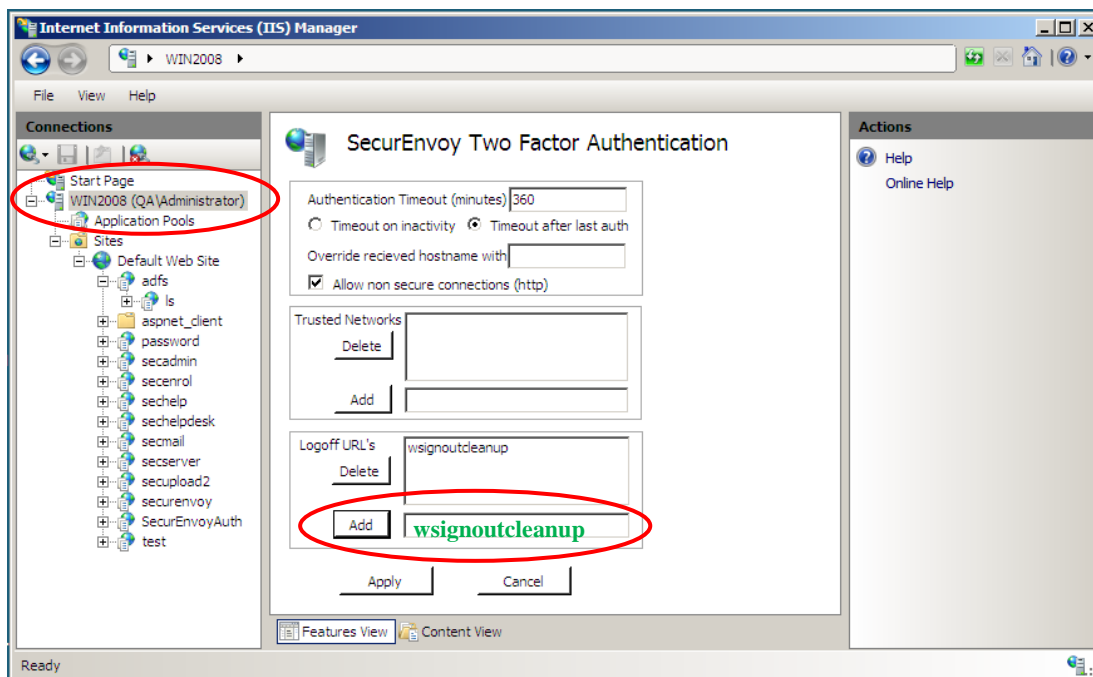 Internet Information Services (IIS) Manager
WIN2008
File View Help
Connections
Start Page
WIN2008 (QA\Administrator)
Application Pools
Sites
Default Web Site
adfs
ls
aspnet_client
password
secadmin
secenrol
sechelp
sechelpdesk
secmail
secserver
secupload2
securenvoy
SecurEnvoyAuth
test
SecurEnvoy Two Factor Authentication
Authentication Timeout (minutes) 360
Timeout on inactivity Timeout after last auth
Override recieved hostname with
Allow non secure connections (http)
Trusted Networks
Delete
Add
Logoff URL's
wsignoutcleanup
Delete
Add wsignoutcleanup
Apply Cancel
Features View Content View
Actions
Help
Online Help
Ready